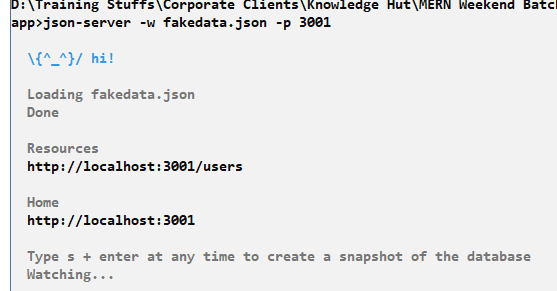 D:\Training Stuffs\Corporate Clients\Knowledge Hut\MERN Weekend Batc
app>json-server -w fakedata.json -p 3001
\{^_^}/ hi!
Loading fakedata.json
Done
Resources
http://localhost:3001/users
Home
http://localhost:3001
Type s + enter at any time to create a snapshot of the database
Watching...